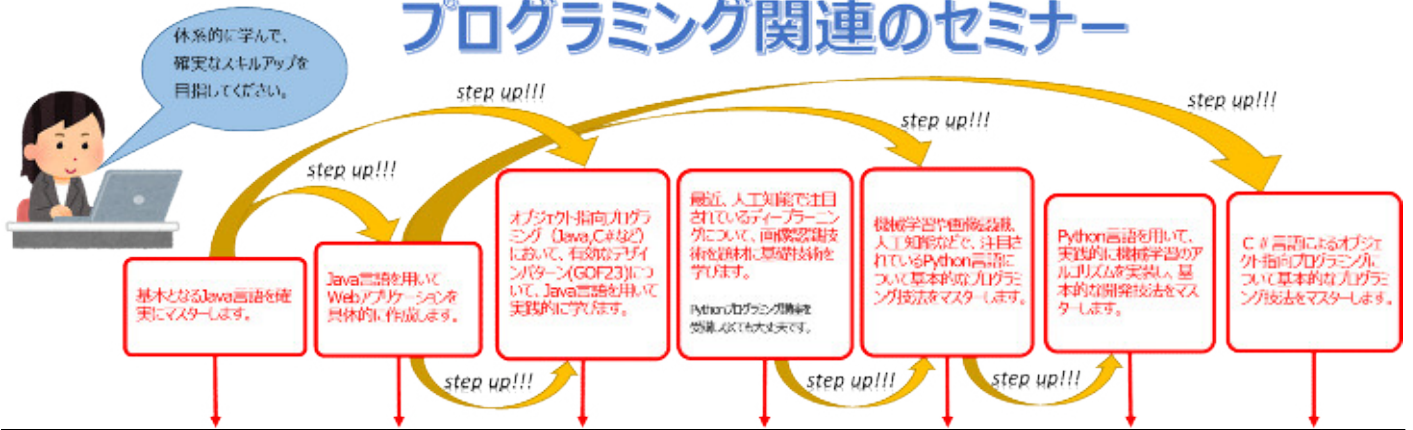 プログラミング関連のセミナー
体系的に学んで、
確実なスキルアップを
目指してください。
step up!!!
step up!!!
step up!!!
step up!!!
基本となるJava言語を確
実にマスターします。
Java言語を用いて
Webアプリケーションを
具体的に作成します。
オブジェクト指向プログラ
ミング（Java,C#など）
において、有効なデザイ
ンパターン(GOF23)につ
いて、Java言語を用いて
実践的に学びます。
最近、人工知能で注目
されているディープラーニン
グについて、画像認識技
術を題材に基礎技術を
学びます。
Pythonプログラミング講座を
受講しなくても大丈夫です。
機械学習や画像認識、
人工知能などで、注目さ
れているPython言語に
ついて基本的なプログラミ
ング技法をマスターします。
Python言語を用いて、
実践的に機械学習のア
ルゴリズムを実装し、基
本的な開発技法をマス
ターします。
C＃言語によるオブジェ
クト指向プログラミングに
ついて基本的なプログラミ
ング技法をマスターします。
step up!!!
step up!!!
step up!!!